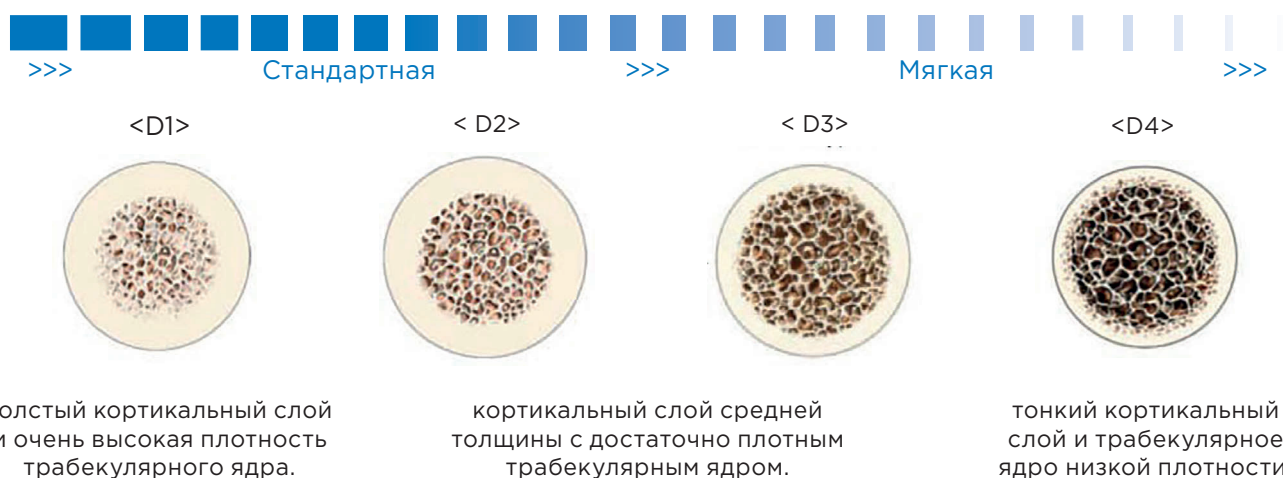 >>> Стандартная >>> Мягкая >>>
<D1> < D2> < D3> <D4>
олстый кортикальный слой
и очень высокая плотность
трабекулярного ядра.
кортикальный слой средней
толщины с достаточно плотным
трабекулярным ядром.
тонкий кортикальный
слой и трабекулярное
ядро низкой плотности